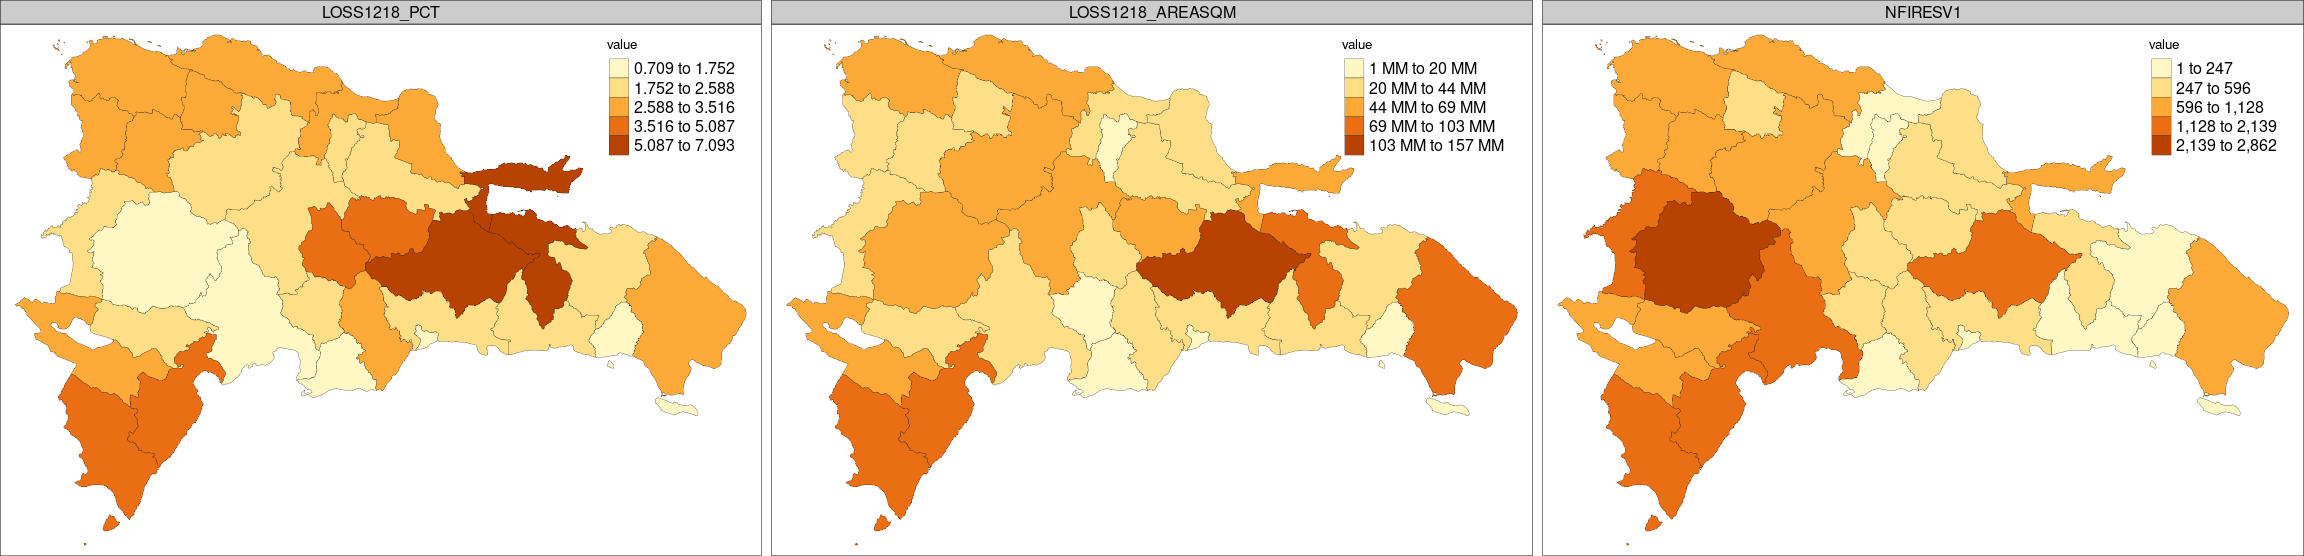 LOSS1218_PCT
value
0.709 to 1.752
1.752 to 2.588
2.588 to 3.516
3.516 to 5.087
5.087 to 7.093
LOSS1218_AREASQM
value
1 MM to 20 MM
20 MM to 44 MM
44 MM to 69 MM
69 MM to 103 MM
103 MM to 157 MM
NFIRESV1
value
1 to 247
247 to 596
596 to 1,128
1,128 to 2,139
2,139 to 2,862